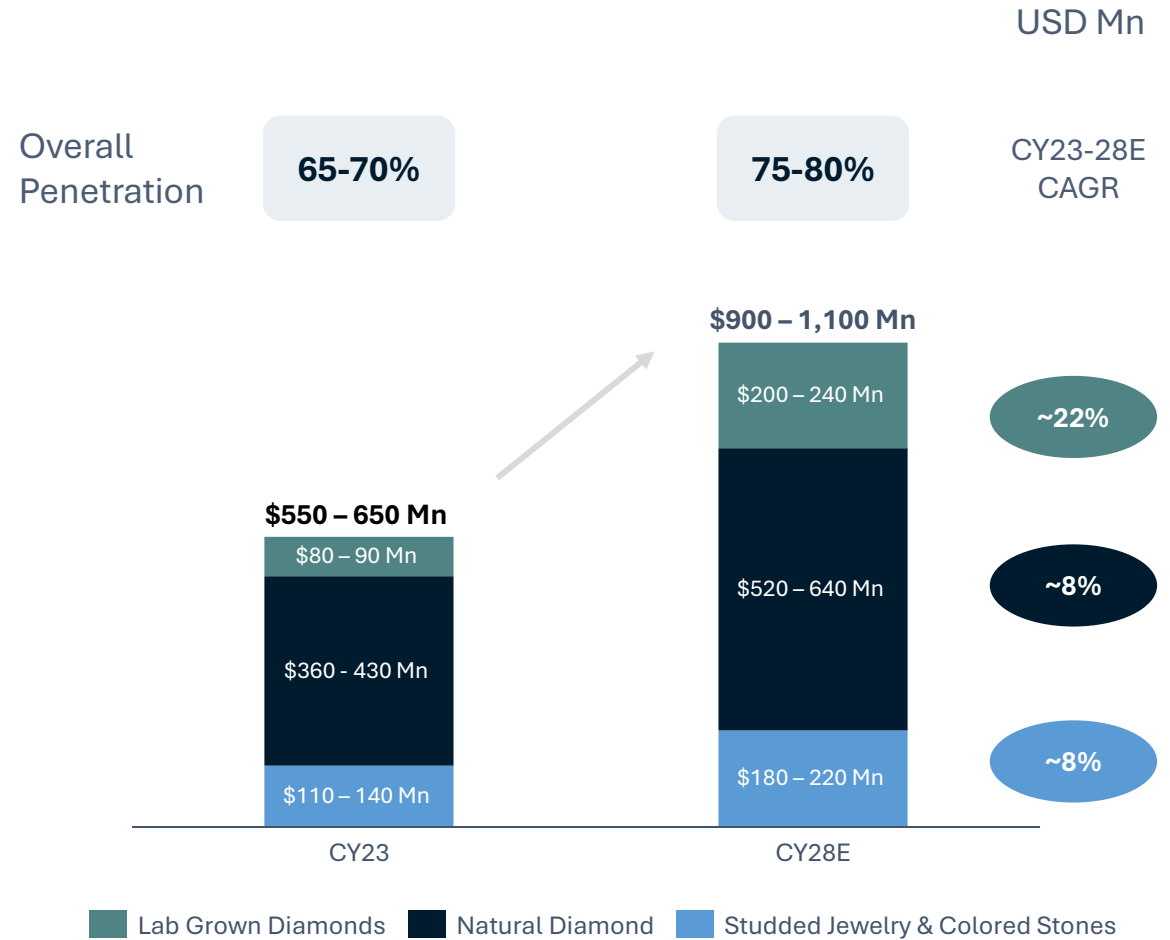 USD Mn
Overall
Penetration
65-70%
75-80%
CY23-28E
CAGR
$900 – 1,100 Mn
$200 – 240 Mn
~22%
$550 – 650 Mn
$80 – 90 Mn
$520 – 640 Mn
~8%
$360 - 430 Mn
$180 – 220 Mn
~8%
$110 – 140 Mn
CY23
CY28E
Lab Grown Diamonds
Natural Diamond
Studded Jewelry & Colored Stones